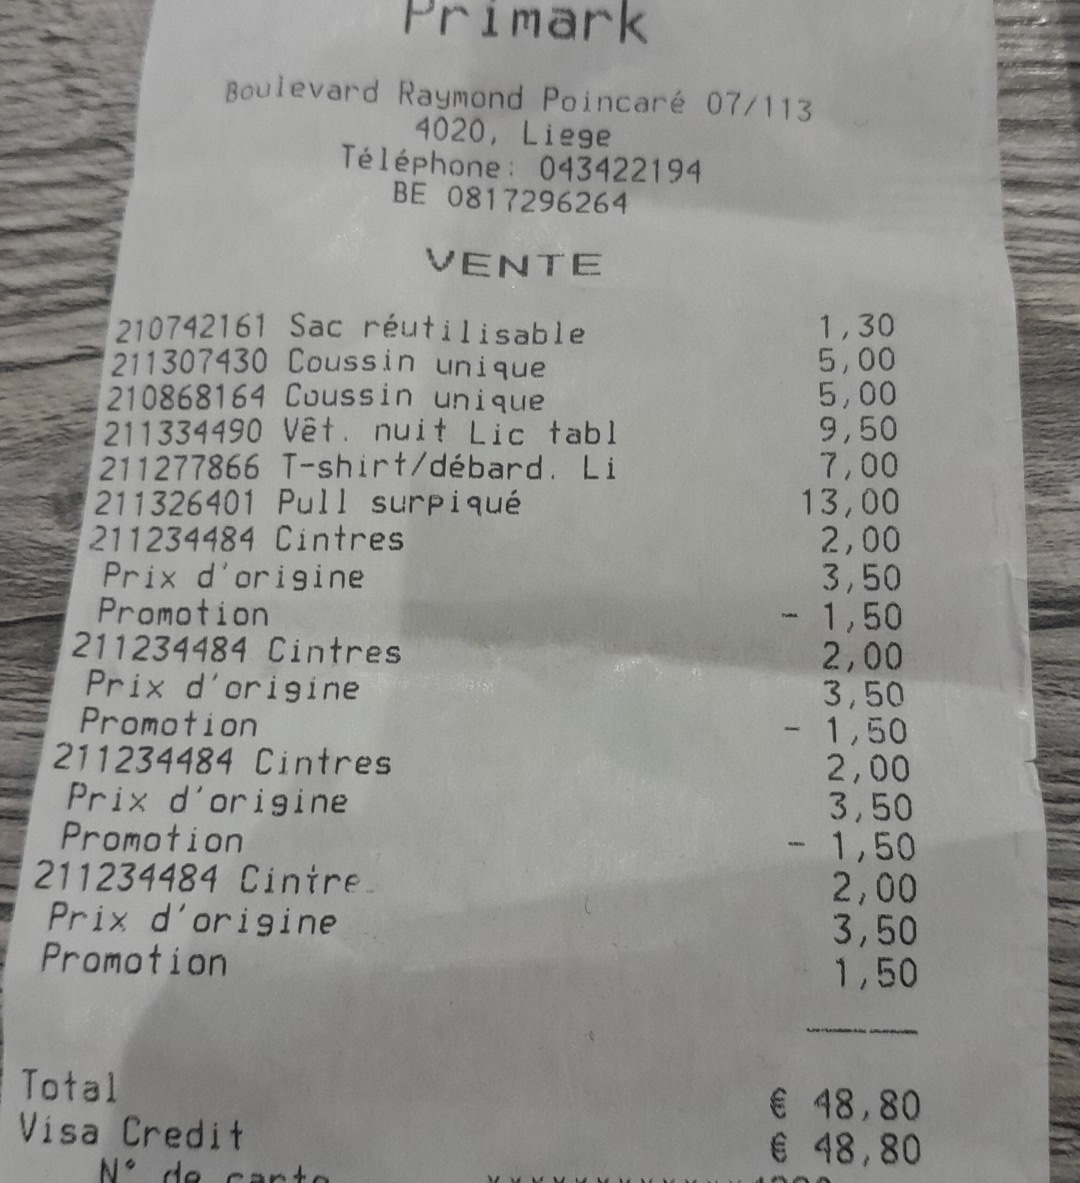 Primark
Boulevard Raymond Poincaré 07/113
4020, Liege
Téléphone: 043422194
BE 0817296264
VENTE
210742161 Sac réutilisable 1,30
211307430 Coussin unique 5,00
210868164 Coussin unique 5,00
211334490 Vêt. nuit Lic tabl 9,50
211277866 T-shirt/débard. Li 7,00
211326401 Pull surpiqué 13,00
211234484 Cintres 2,00
Prix d'origine 3,50
Promotion - 1,50
211234484 Cintres 2,00
Prix d'origine 3,50
Promotion - 1,50
211234484 Cintres 2,00
Prix d'origine 3,50
Promotion - 1,50
211234484 Cintre 2,00
Prix d'origine 3,50
Promotion 1,50
Total € 48,80
Visa Credit € 48,80
N° de carte